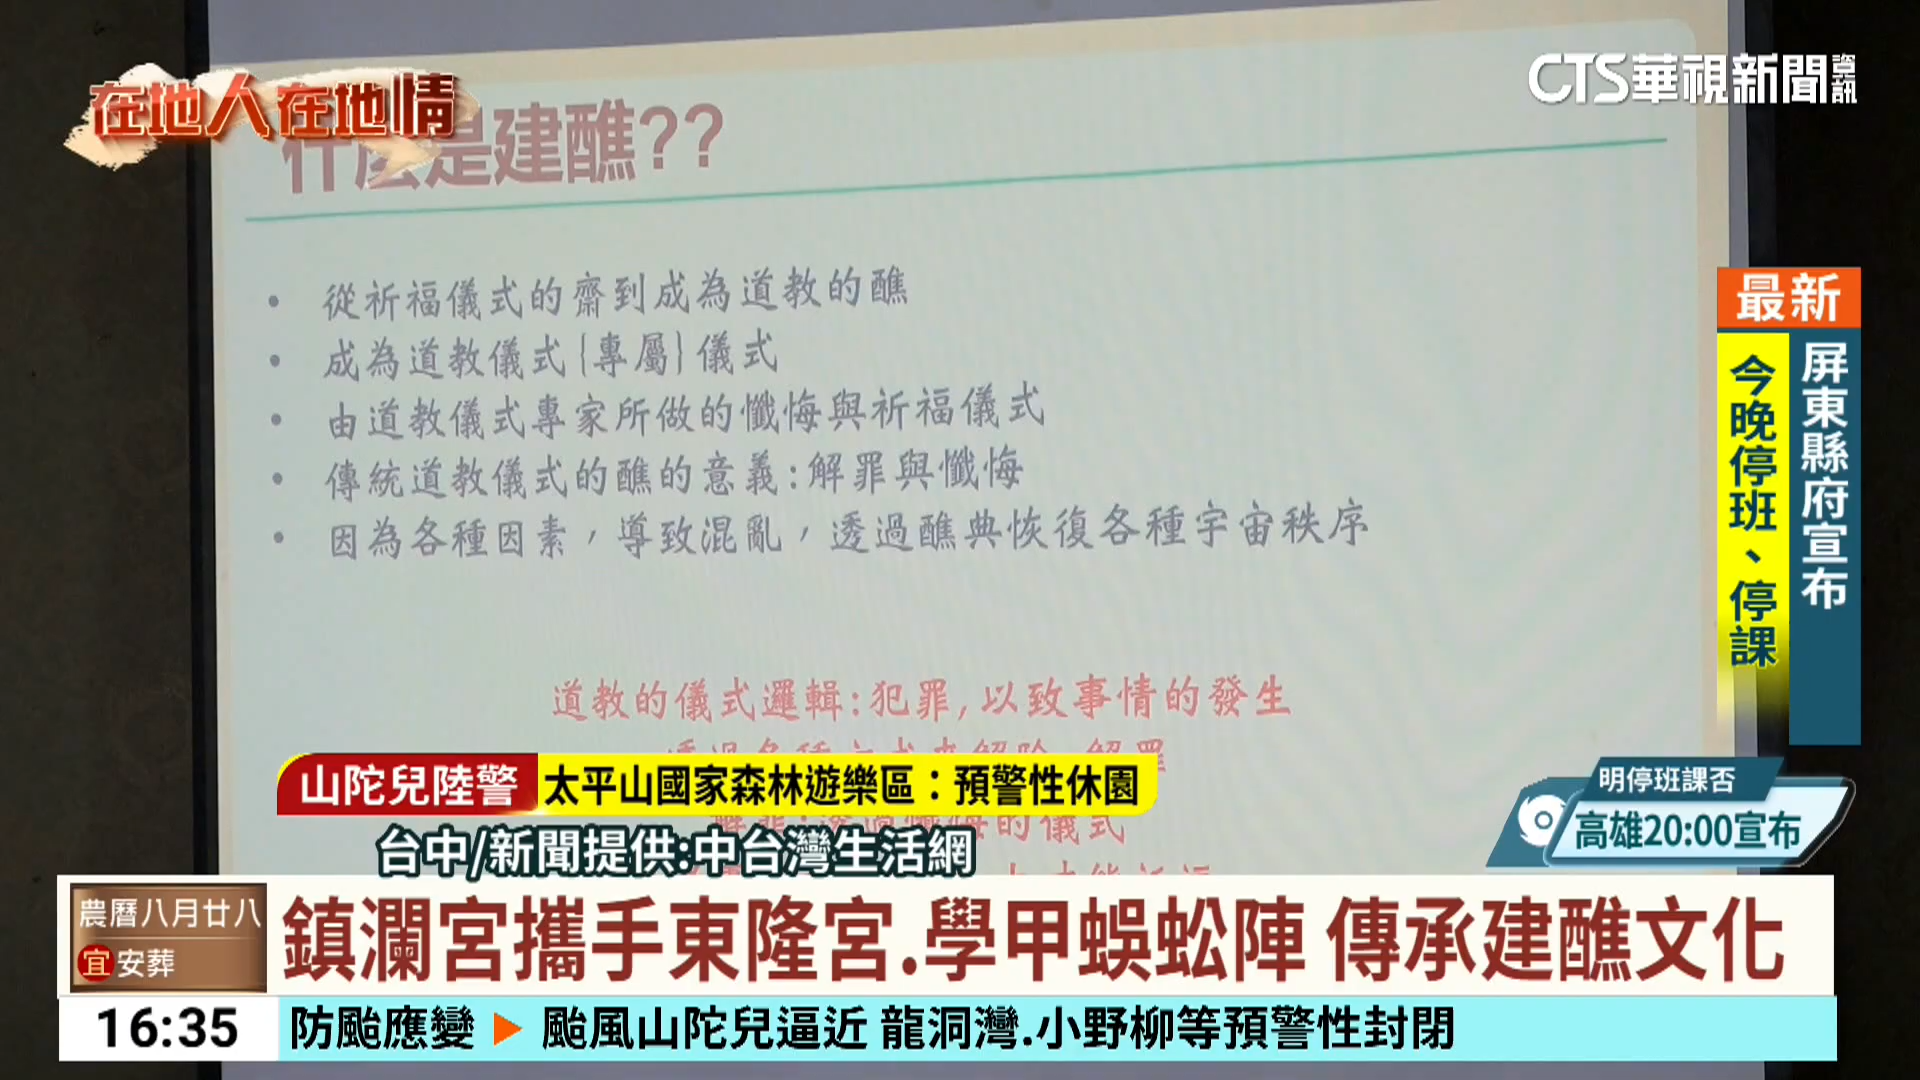 在地人在地情
CTS華視新聞資訊
什麼是建醮??
• 從祈福儀式的齋到成為道教的醮
• 成為道教儀式{專屬}儀式
• 由道教儀式專家所做的懺悔與祈福儀式
• 傳統道教儀式的醮的意義:解罪與懺悔
• 因為各種因素，導致混亂，透過醮典恢復各種宇宙秩序
道教的儀式邏輯:犯罪,以致事情的發生
的儀式
最新
屏東縣府宣布
今晚停班、停課
山陀兒陸警
太平山國家森林遊樂區：預警性休園
明停班課否
高雄20:00宣布
台中/新聞提供:中台灣生活網
農曆八月廿八
宜 安葬
鎮瀾宮攜手東隆宮.學甲蜈蚣陣 傳承建醮文化
16:35
防颱應變 ▶ 颱風山陀兒逼近 龍洞灣.小野柳等預警性封閉